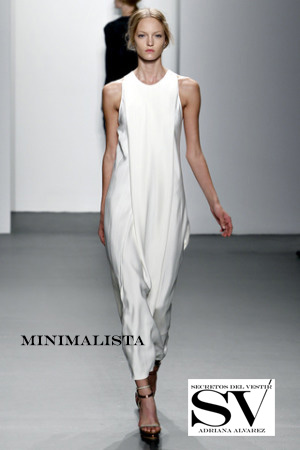 MINIMALISTA
SECRETOS DEL VESTIR
SV
ADRIANA ALVAREZ